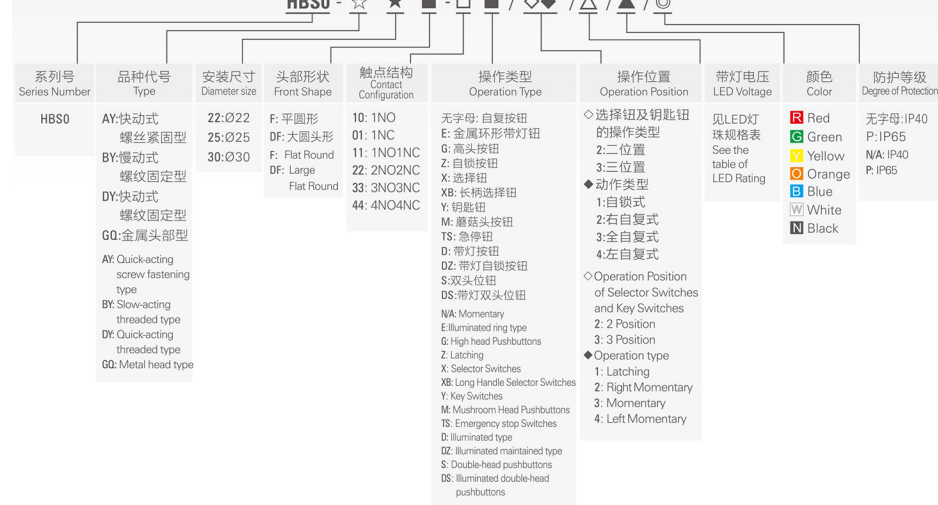 HBS0 - ☆ ★ ■ - □ ■ / ◇◆ / △ / ▲ / ◎
系列号
Series Number
HBS0
品种代号
Type
AY:快动式
螺丝紧固型
BY:慢动式
螺纹固定型
DY:快动式
螺纹固定型
GQ:金属头部型
AY: Quick-acting
screw fastening
type
BY: Slow-acting
threaded type
DY: Quick-acting
threaded type
GQ: Metal head type
安装尺寸
Diameter size
22:Ø22
25:Ø25
30:Ø30
头部形状
Front Shape
F: 平圆形
DF: 大圆头形
F: Flat Round
DF: Large
Flat Round
触点结构
Contact
Configuration
10: 1NO
01: 1NC
11: 1NO1NC
22: 2NO2NC
33: 3NO3NC
44: 4NO4NC
操作类型
Operation Type
无字母: 自复按钮
E: 金属环形带灯钮
G: 高头按钮
Z: 自锁按钮
X: 选择钮
XB: 长柄选择钮
Y: 钥匙钮
M: 蘑菇头按钮
TS: 急停钮
D: 带灯按钮
DZ: 带灯自锁按钮
S:双头位钮
DS:带灯双头位钮
N/A: Momentary
E:Illuminated ring type
G: High head Pushbuttons
Z: Latching
X: Selector Switches
XB: Long Handle Selector Switches
Y: Key Switches
M: Mushroom Head Pushbuttons
TS: Emergency stop Switches
D: Illuminated type
DZ: Illuminated maintained type
S: Double-head pushbuttons
DS: Illuminated double-head
pushbuttons
操作位置
Operation Position
◇选择钮及钥匙钮
的操作类型
2:二位置
3:三位置
◆动作类型
1:自锁式
2:右自复式
3:全自复式
4:左自复式
◇Operation Position
of Selector Switches
and Key Switches
2: 2 Position
3: 3 Position
◆Operation type
1: Latching
2: Right Momentary
3: Momentary
4: Left Momentary
带灯电压
LED Voltage
见LED灯
珠规格表
See the
table of
LED Rating
颜色
Color
R Red
G Green
Y Yellow
O Orange
B Blue
W White
N Black
防护等级
Degree of Protection
无字母:IP40
P:IP65
N/A: IP40
P: IP65